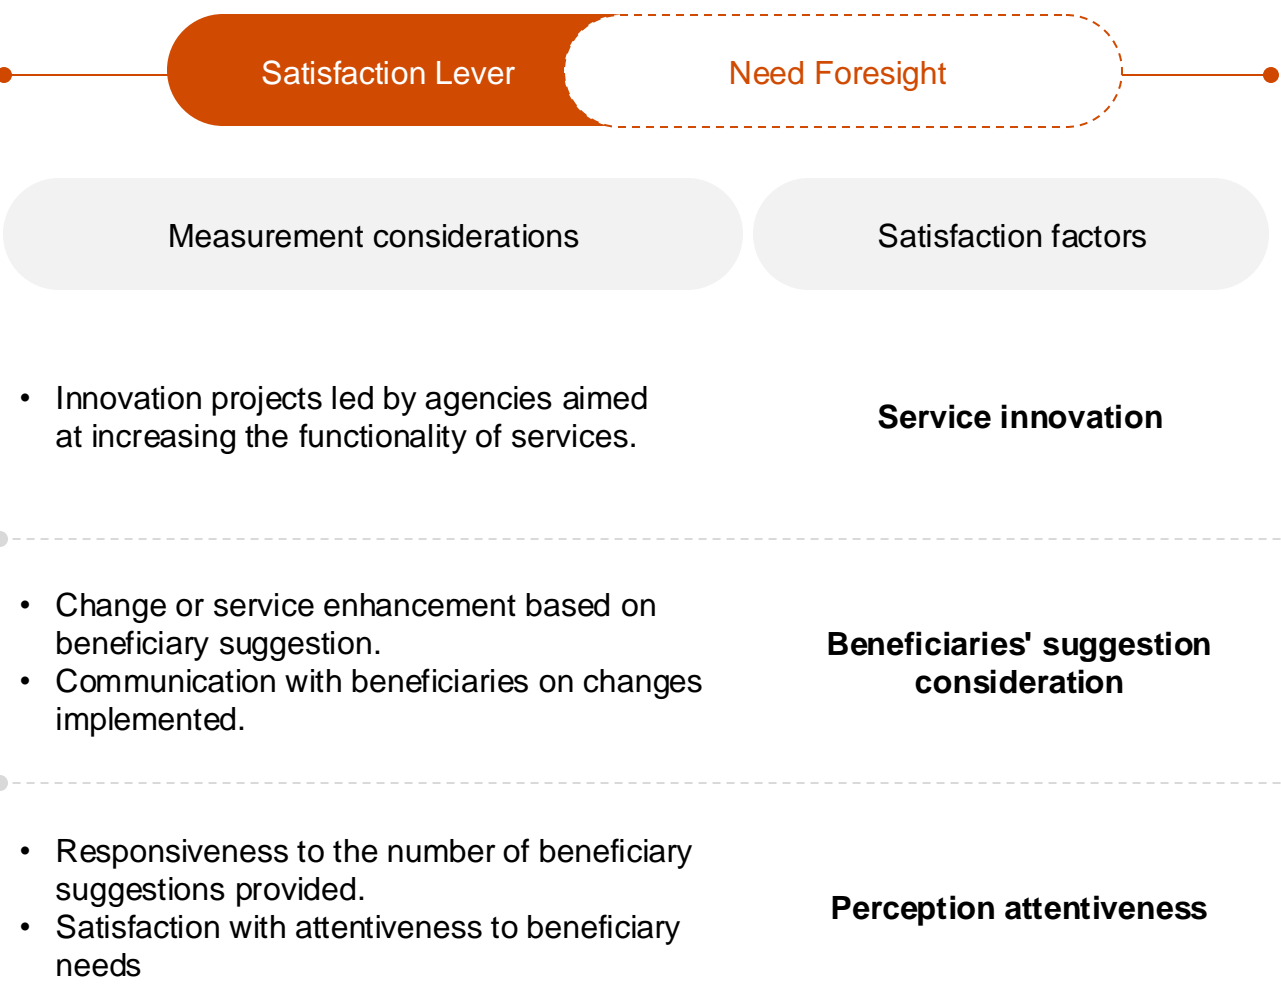 Satisfaction Lever
Need Foresight
Measurement considerations
Satisfaction factors
• Innovation projects led by agencies aimed
at increasing the functionality of services.
Service innovation
• Change or service enhancement based on
beneficiary suggestion.
• Communication with beneficiaries on changes
implemented.
Beneficiaries' suggestion
consideration
• Responsiveness to the number of beneficiary
suggestions provided.
• Satisfaction with attentiveness to beneficiary
needs
Perception attentiveness